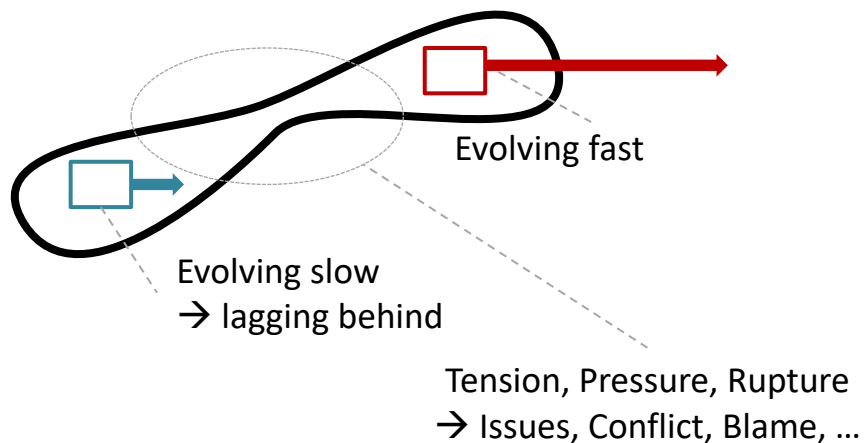 Evolving fast
Evolving slow
→ lagging behind
Tension, Pressure, Rupture
→ Issues, Conflict, Blame, ...